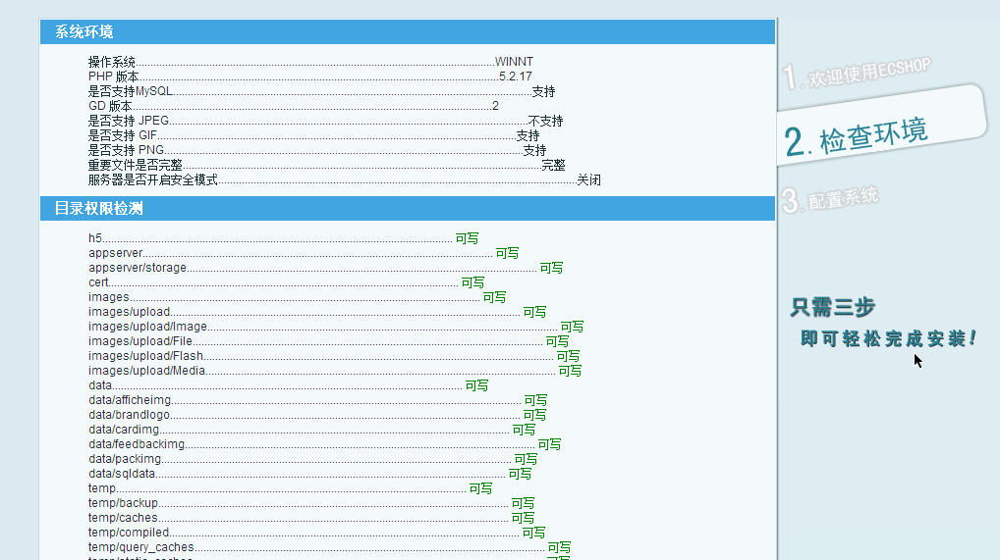 系统环境
操作系统........................................................................................................................WINNT
PHP 版本........................................................................................................................5.2.17
是否支持MySQL........................................................................................................................支持
GD 版本........................................................................................................................2
是否支持 JPEG........................................................................................................................不支持
是否支持 GIF........................................................................................................................支持
是否支持 PNG........................................................................................................................支持
重要文件是否完整........................................................................................................................完整
服务器是否开启安全模式........................................................................................................................关闭
目录权限检测
h5....................................................................................................................... 可写
appserver....................................................................................................................... 可写
appserver/storage....................................................................................................................... 可写
cert....................................................................................................................... 可写
images....................................................................................................................... 可写
images/upload....................................................................................................................... 可写
images/upload/Image....................................................................................................................... 可写
images/upload/File....................................................................................................................... 可写
images/upload/Flash....................................................................................................................... 可写
images/upload/Media....................................................................................................................... 可写
data....................................................................................................................... 可写
data/afficheimg....................................................................................................................... 可写
data/brandlogo....................................................................................................................... 可写
data/cardimg....................................................................................................................... 可写
data/feedbackimg....................................................................................................................... 可写
data/packimg....................................................................................................................... 可写
data/sqldata....................................................................................................................... 可写
temp....................................................................................................................... 可写
temp/backup....................................................................................................................... 可写
temp/caches....................................................................................................................... 可写
temp/compiled....................................................................................................................... 可写
temp/query_caches....................................................................................................................... 可写
1.欢迎使用ECSHOP
2.检查环境
3.配置系统
只需三步
即可轻松完成安装!